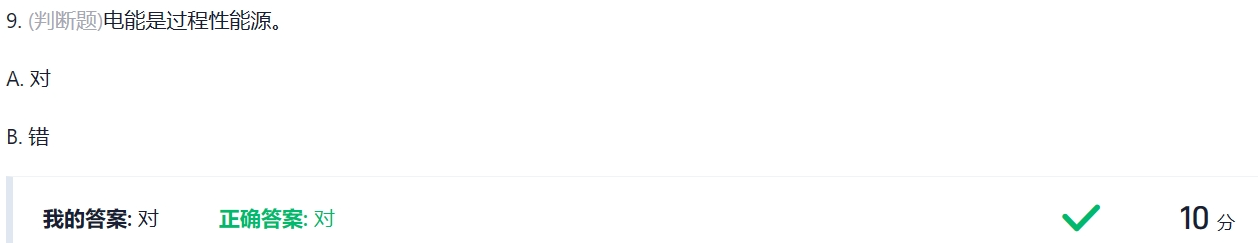 9. (判断题)电能是过程性能源。
A. 对
B. 错
我的答案: 对 正确答案: 对 10 分